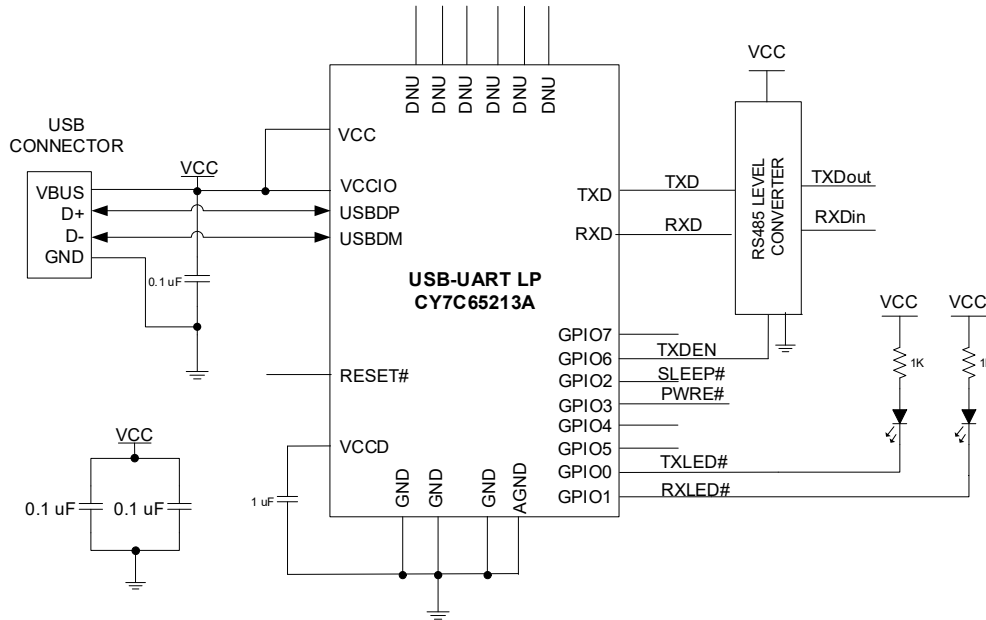 DNU
DNU
DNU
DNU
DNU
DNU
VCC
USB
CONNECTOR
VBUS
D+
D-
GND
VCC
0.1 uF
VCC
VCCIO
USBDP
USBDM
USB-UART LP
CY7C65213A
RESET#
VCCD
1 uF
GND
GND
GND
AGND
TXD
RXD
TXD
RXD
RS485 LEVEL
CONVERTER
TXDout
RXDin
GPIO7
GPIO6
GPIO2
GPIO3
GPIO4
GPIO5
GPIO0
GPIO1
TXDEN
SLEEP#
PWRE#
TXLED#
RXLED#
VCC
VCC
1K
VCC
0.1 uF
0.1 uF